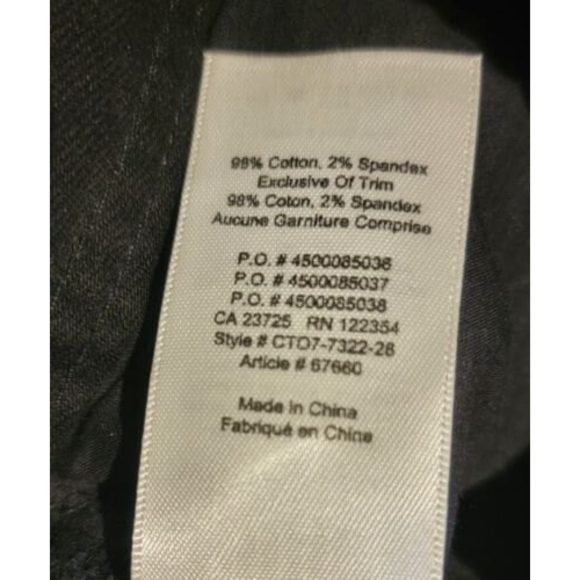 98% Cotton, 2% Spandex
Exclusive Of Trim
98% Coton, 2% Spandex
Aucune Garniture Comprise
P.O. # 4500085036
P.O. # 4500085037
P.O. # 4500085038
CA 23725 RN 122354
Style # CTO7-7322-28
Article # 67660
Made in China
Fabriqué en Chine